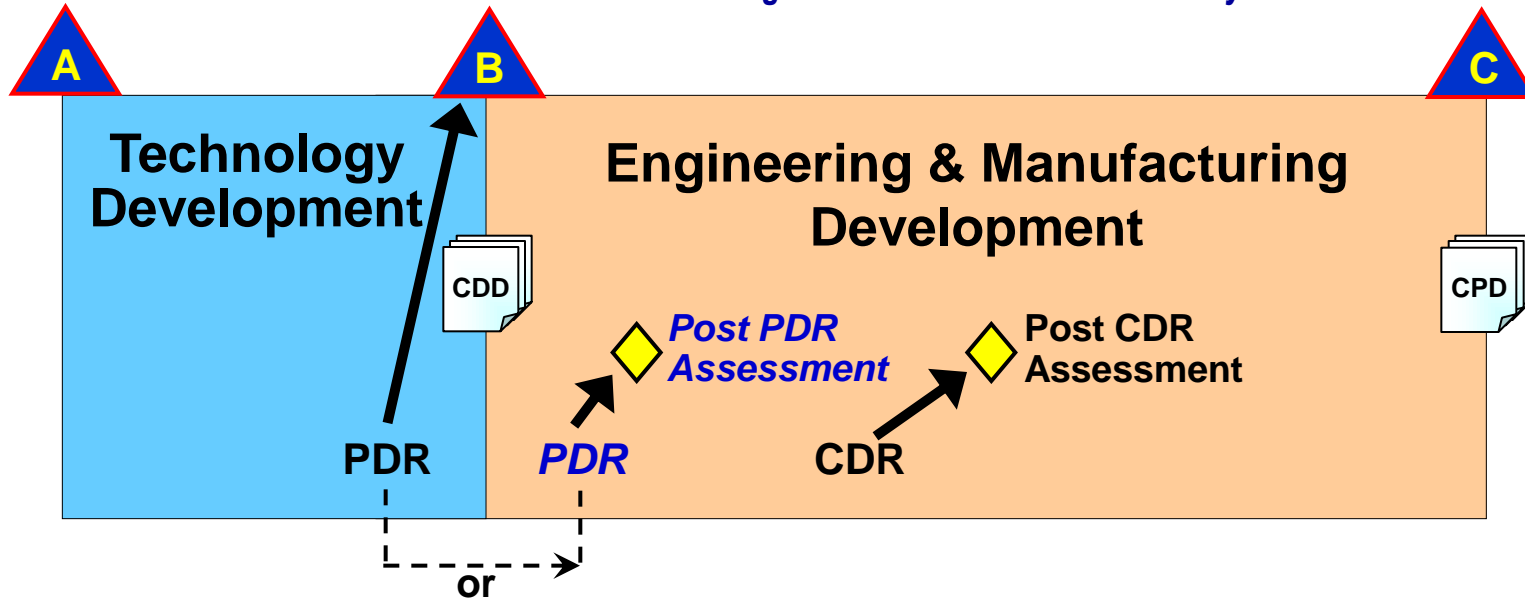 A
B
C
Technology
Development
Engineering & Manufacturing
Development
CDD
CPD
Post PDR
Assessment
Post CDR
Assessment
PDR
PDR
CDR
or